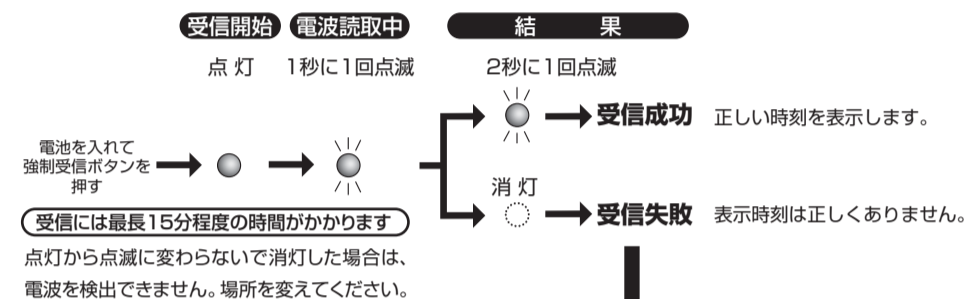 受信開始 電波読取中 結果
点灯 1秒に1回点滅 2秒に1回点滅
受信成功 正しい時刻を表示します。
電池を入れて
強制受信ボタンを
押す
消灯
受信失敗 表示時刻は正しくありません。
受信には最長15分程度の時間がかかります
点灯から点滅に変わらないで消灯した場合は、
電波を検出できません。場所を変えてください。